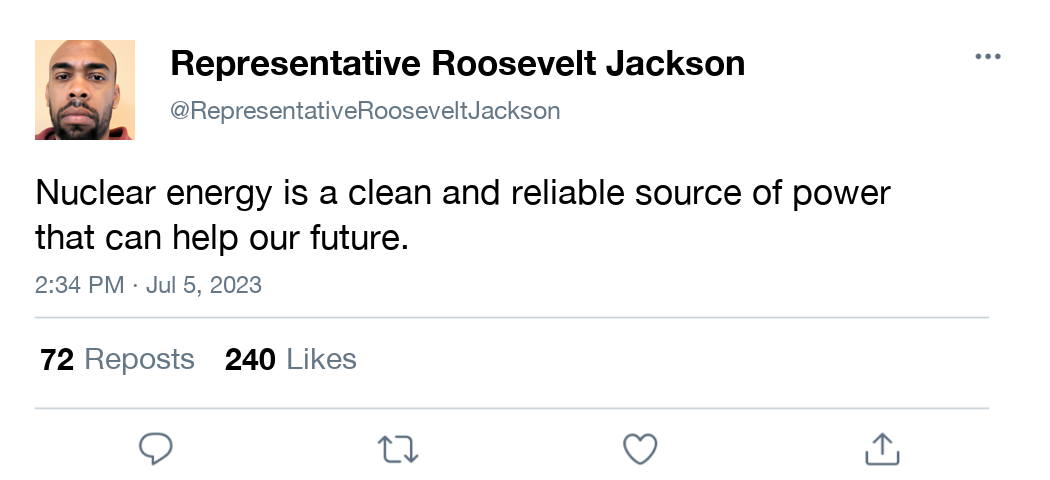 Representative Roosevelt Jackson
@RepresentativeRooseveltJackson
Nuclear energy is a clean and reliable source of power
that can help our future.
2:34 PM · Jul 5, 2023
72 Reposts 240 Likes